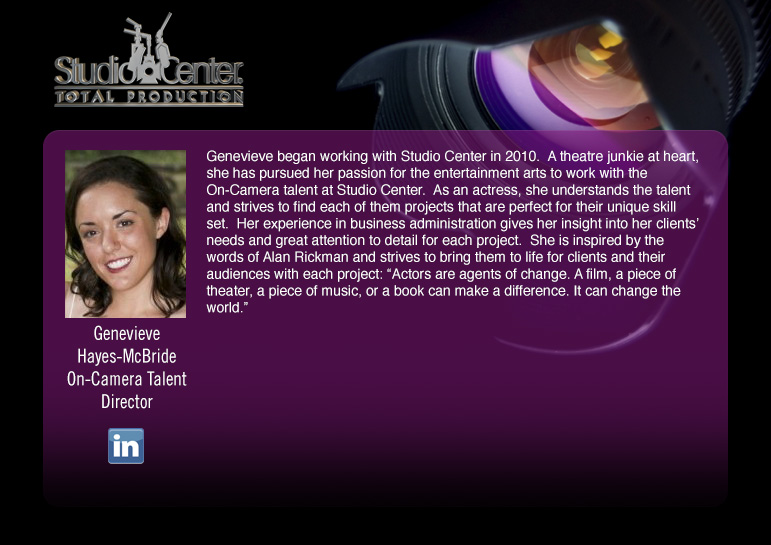 Studio Center
TOTAL PRODUCTION
Genevieve began working with Studio Center in 2010.  A theatre junkie at heart,
she has pursued her passion for the entertainment arts to work with the
On-Camera talent at Studio Center.  As an actress, she understands the talent
and strives to find each of them projects that are perfect for their unique skill
set.  Her experience in business administration gives her insight into her clients’
needs and great attention to detail for each project.  She is inspired by the
words of Alan Rickman and strives to bring them to life for clients and their
audiences with each project: “Actors are agents of change. A film, a piece of
theater, a piece of music, or a book can make a difference. It can change the
world.”
Genevieve
Hayes-McBride
On-Camera Talent
Director
in